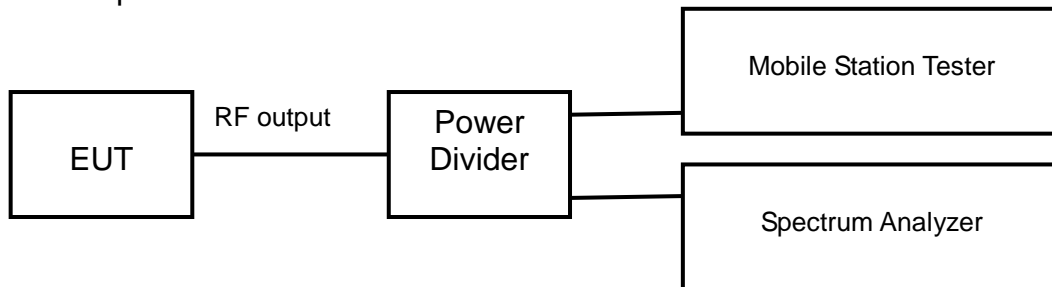 EUT
RF output
Power
Divider
Mobile Station Tester
Spectrum Analyzer